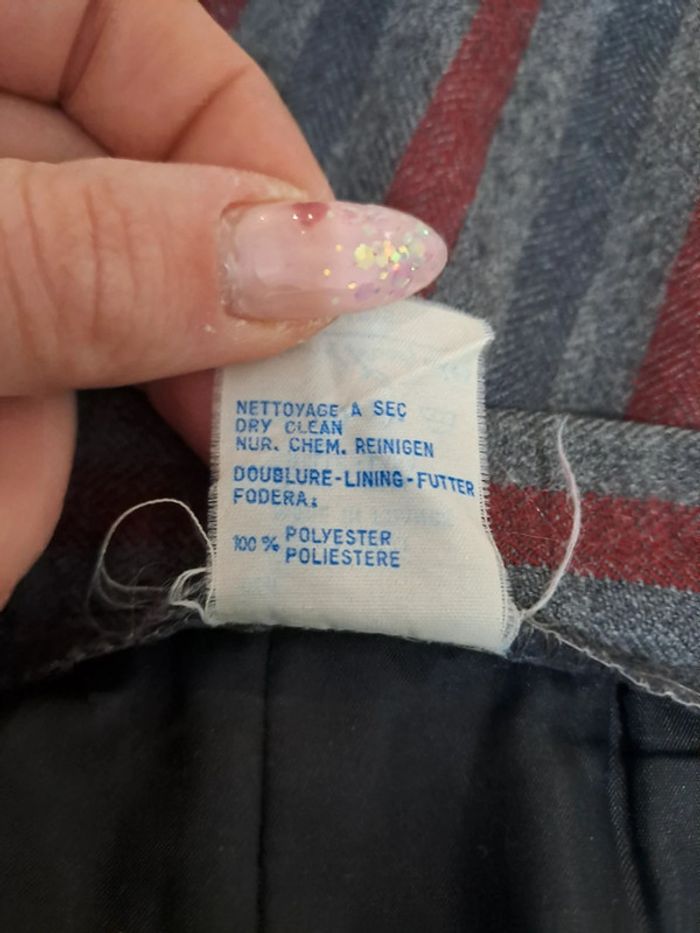 NETTOYAGE A SEC
DRY CLEAN
NUR. CHEM. REINIGEN
DOUBLURE-LINING-FUTTER
FODERA:
100 % POLYESTER
POLIESTERE